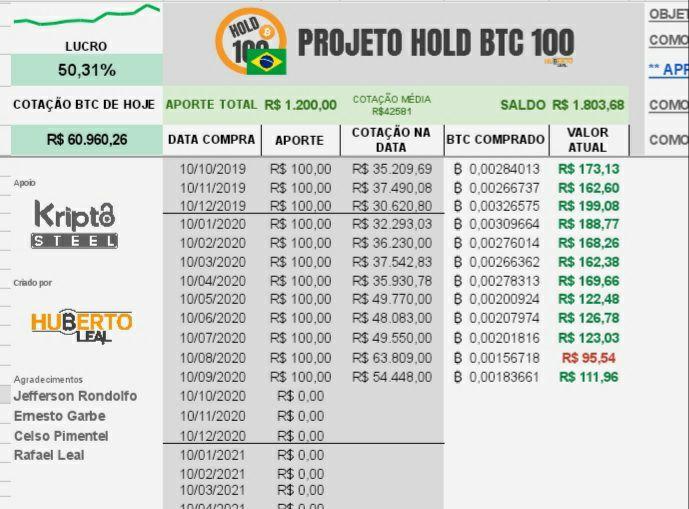 HOLD
100
PROJETO HOLD BTC 100
HUBERTO LEAL
LUCRO
50,31%
COTAÇÃO BTC DE HOJE
R$ 60.960,26
APORTE TOTAL R$ 1.200,00
COTAÇÃO MÉDIA
R$42581
SALDO R$ 1.803,68
DATA COMPRA APORTE COTAÇÃO NA DATA BTC COMPRADO VALOR ATUAL
10/10/2019 R$ 100,00 R$ 35.209,69 ₿ 0,00284013 R$ 173,13
10/11/2019 R$ 100,00 R$ 37.490,08 ₿ 0,00266737 R$ 162,60
10/12/2019 R$ 100,00 R$ 30.620,80 ₿ 0,00326575 R$ 199,08
10/01/2020 R$ 100,00 R$ 32.293,03 ₿ 0,00309664 R$ 188,77
10/02/2020 R$ 100,00 R$ 36.230,00 ₿ 0,00276014 R$ 168,26
10/03/2020 R$ 100,00 R$ 37.542,83 ₿ 0,00266362 R$ 162,38
10/04/2020 R$ 100,00 R$ 35.930,78 ₿ 0,00278313 R$ 169,66
10/05/2020 R$ 100,00 R$ 49.770,00 ₿ 0,00200924 R$ 122,48
10/06/2020 R$ 100,00 R$ 48.083,00 ₿ 0,00207974 R$ 126,78
10/07/2020 R$ 100,00 R$ 49.550,00 ₿ 0,00201816 R$ 123,03
10/08/2020 R$ 100,00 R$ 63.809,00 ₿ 0,00156718 R$ 95,54
10/09/2020 R$ 100,00 R$ 54.448,00 ₿ 0,00183661 R$ 111,96
10/10/2020 R$ 0,00
10/11/2020 R$ 0,00
10/12/2020 R$ 0,00
10/01/2021 R$ 0,00
10/02/2021 R$ 0,00
10/03/2021 R$ 0,00
10/04/2021 R$ 0,00
Apoio
Kripto
STEEL
Criado por
HUBERTO
LEAL
Agradecimentos
Jefferson Rondolfo
Ernesto Garbe
Celso Pimentel
Rafael Leal
OBJET
COMO
** APR
COMO
COMO